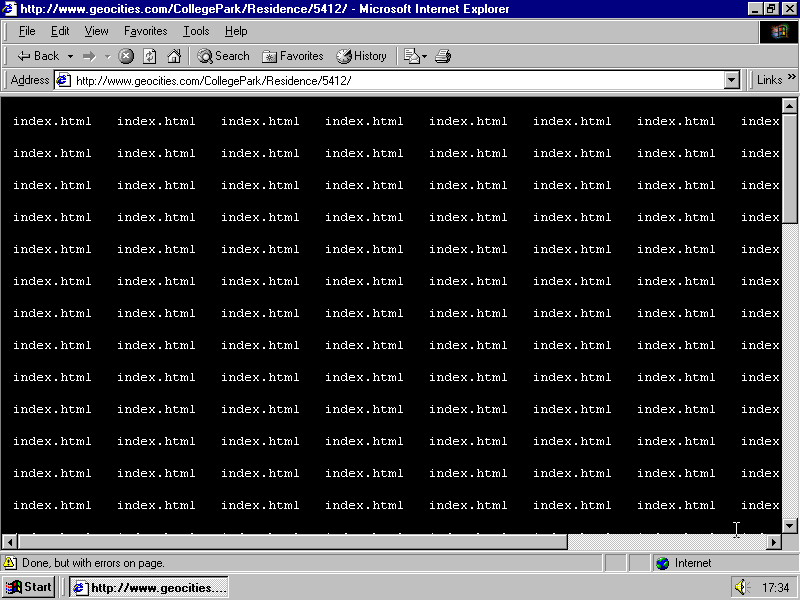 http://www.geocities.com/CollegePark/Residence/5412/ - Microsoft Internet Explorer
File Edit View Favorites Tools Help
Back Search Favorites History
Address http://www.geocities.com/CollegePark/Residence/5412/ Links »
index.html index.html index.html index.html index.html index.html index.html index
index.html index.html index.html index.html index.html index.html index.html index
index.html index.html index.html index.html index.html index.html index.html index
index.html index.html index.html index.html index.html index.html index.html index
index.html index.html index.html index.html index.html index.html index.html index
index.html index.html index.html index.html index.html index.html index.html index
index.html index.html index.html index.html index.html index.html index.html index
index.html index.html index.html index.html index.html index.html index.html index
index.html index.html index.html index.html index.html index.html index.html index
index.html index.html index.html index.html index.html index.html index.html index
index.html index.html index.html index.html index.html index.html index.html index
index.html index.html index.html index.html index.html index.html index.html index
index.html index.html index.html index.html index.html index.html index.html index
Done, but with errors on page. Internet
Start http://www.geocities.... 17:34